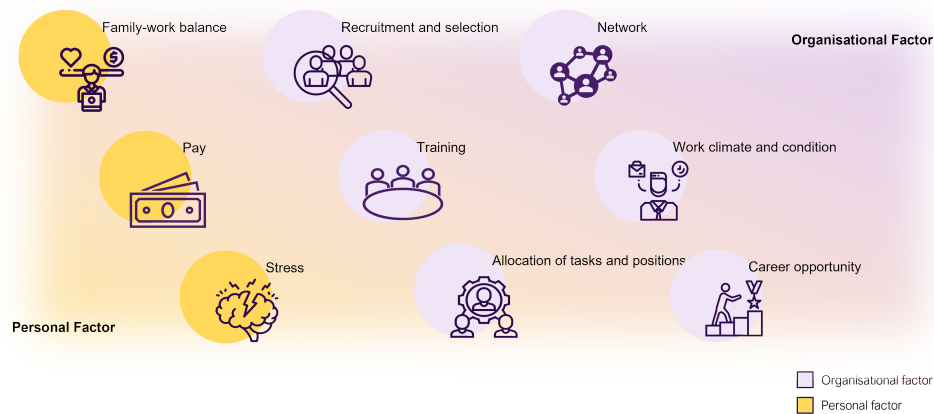 Family-work balance
Recruitment and selection
Network
Organisational Factor
$
Pay
Training
Work climate and condition
Stress
Allocation of tasks and positions
Career opportunity
Personal Factor
Organisational factor
Personal factor